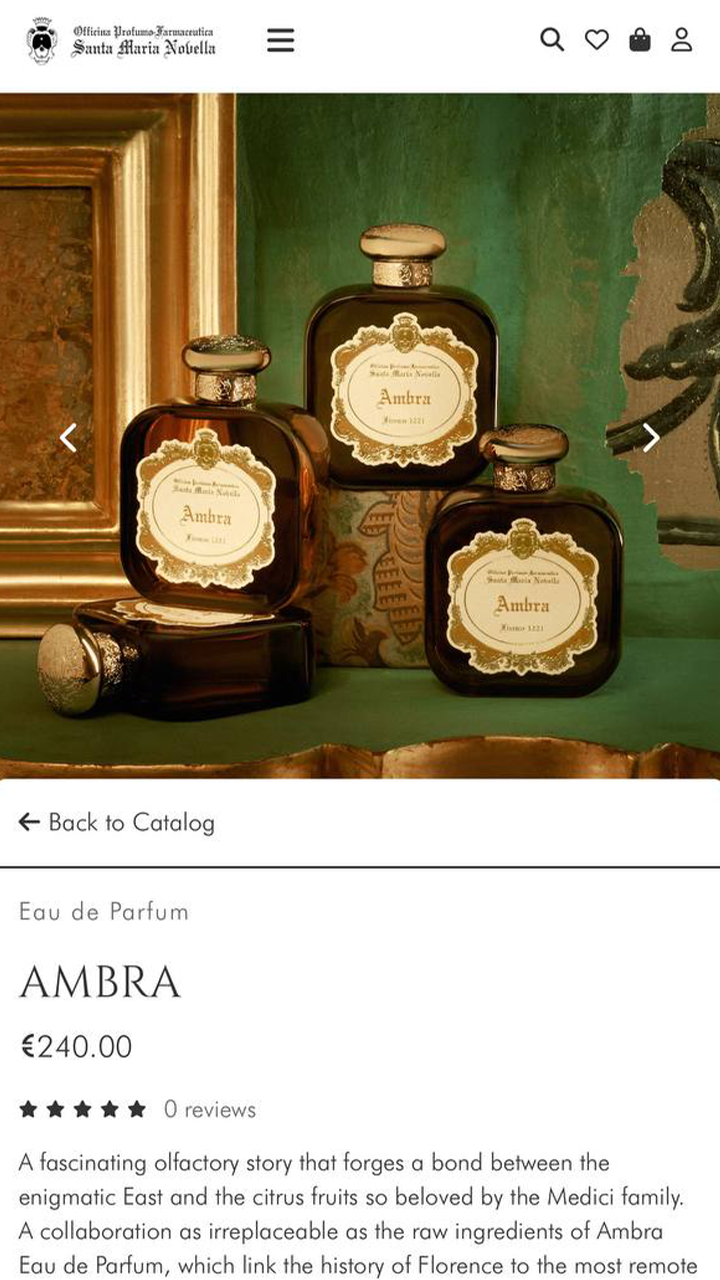 Officina Profumo-Farmaceutica
Santa Maria Novella
Officina Profumo-Farmaceutica
Santa Maria Novella
Ambra
Firenze 1221
Officina Profumo-Farmaceutica
Santa Maria Novella
Ambra
Firenze 1221
Officina Profumo-Farmaceutica
Santa Maria Novella
Ambra
Firenze 1221
Back to Catalog
Eau de Parfum
AMBRA
€240.00
0 reviews
A fascinating olfactory story that forges a bond between the
enigmatic East and the citrus fruits so beloved by the Medici family.
A collaboration as irreplaceable as the raw ingredients of Ambra
Eau de Parfum, which link the history of Florence to the most remote